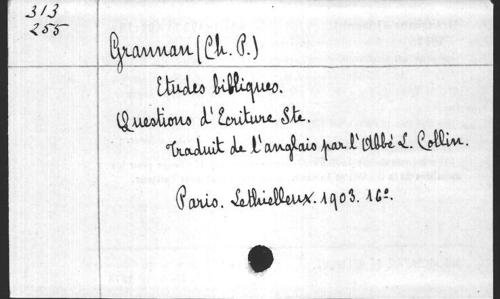 313
255
Grannan (Ch. P.)
Etudes bibliques.
Questions d'Ecriture Ste.
Traduit de l'anglais par l'Abbé L. Collin.
Paris. Lethielleux. 1903. 16º.